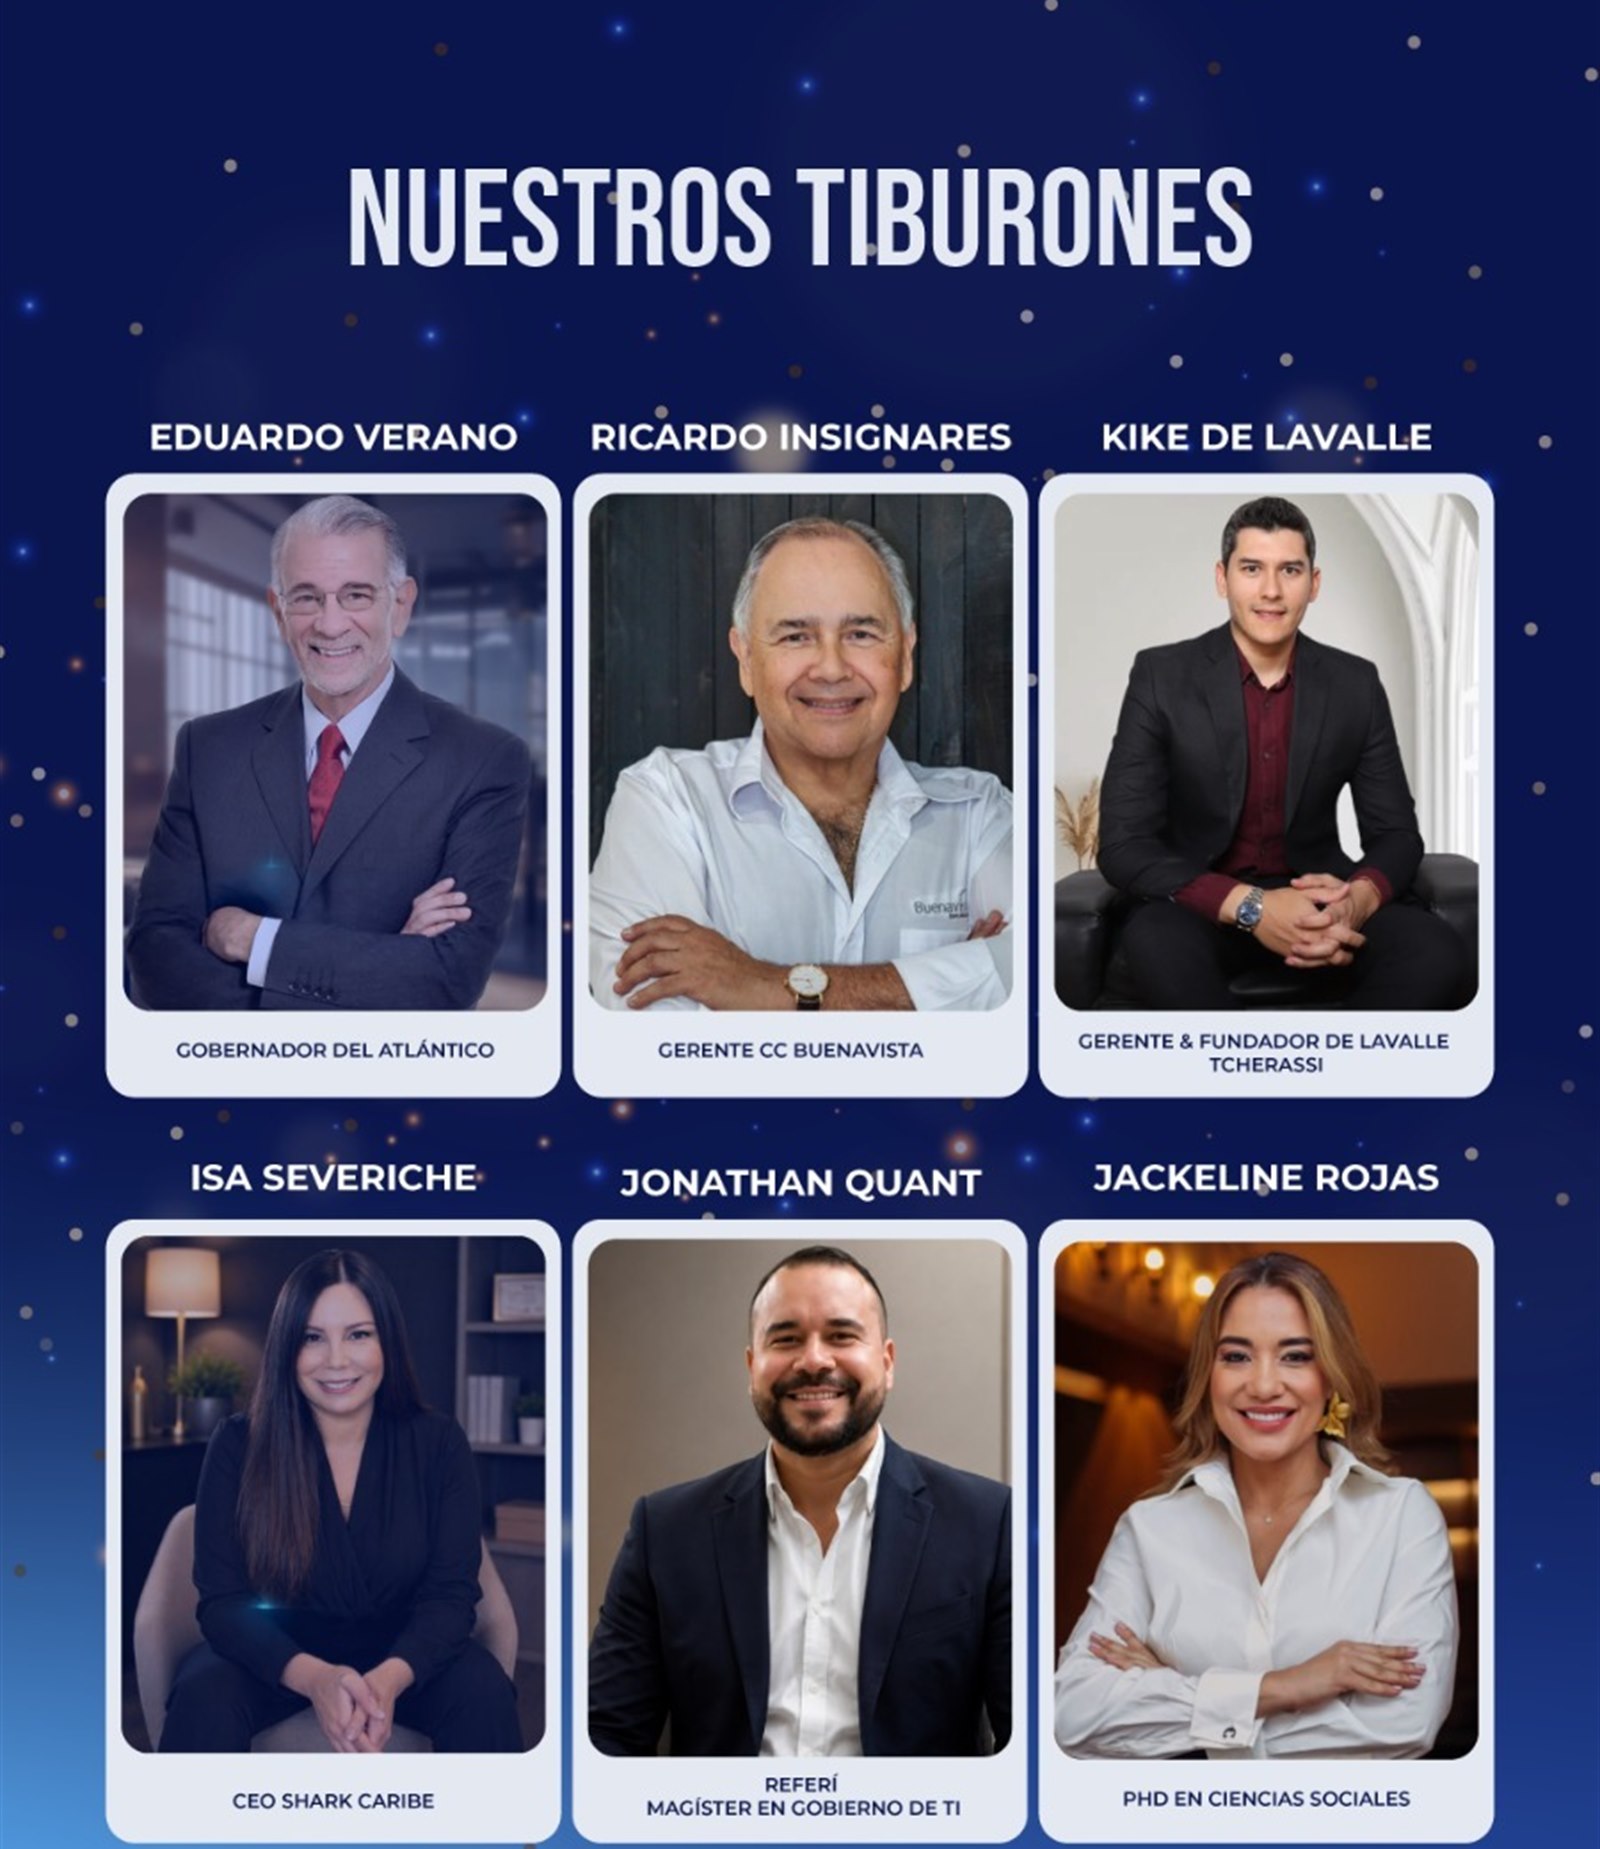 NUESTROS TIBURONES
EDUARDO VERANO
RICARDO INSIGNARES
KIKE DE LAVALLE
GOBERNADOR DEL ATLÁNTICO
GERENTE CC BUENAVISTA
GERENTE & FUNDADOR DE LAVALLE
TCHERASSI
ISA SEVERICHE
JONATHAN QUANT
JACKELINE ROJAS
CEO SHARK CARIBE
REFERÍ
MAGÍSTER EN GOBIERNO DE TI
PHD EN CIENCIAS SOCIALES